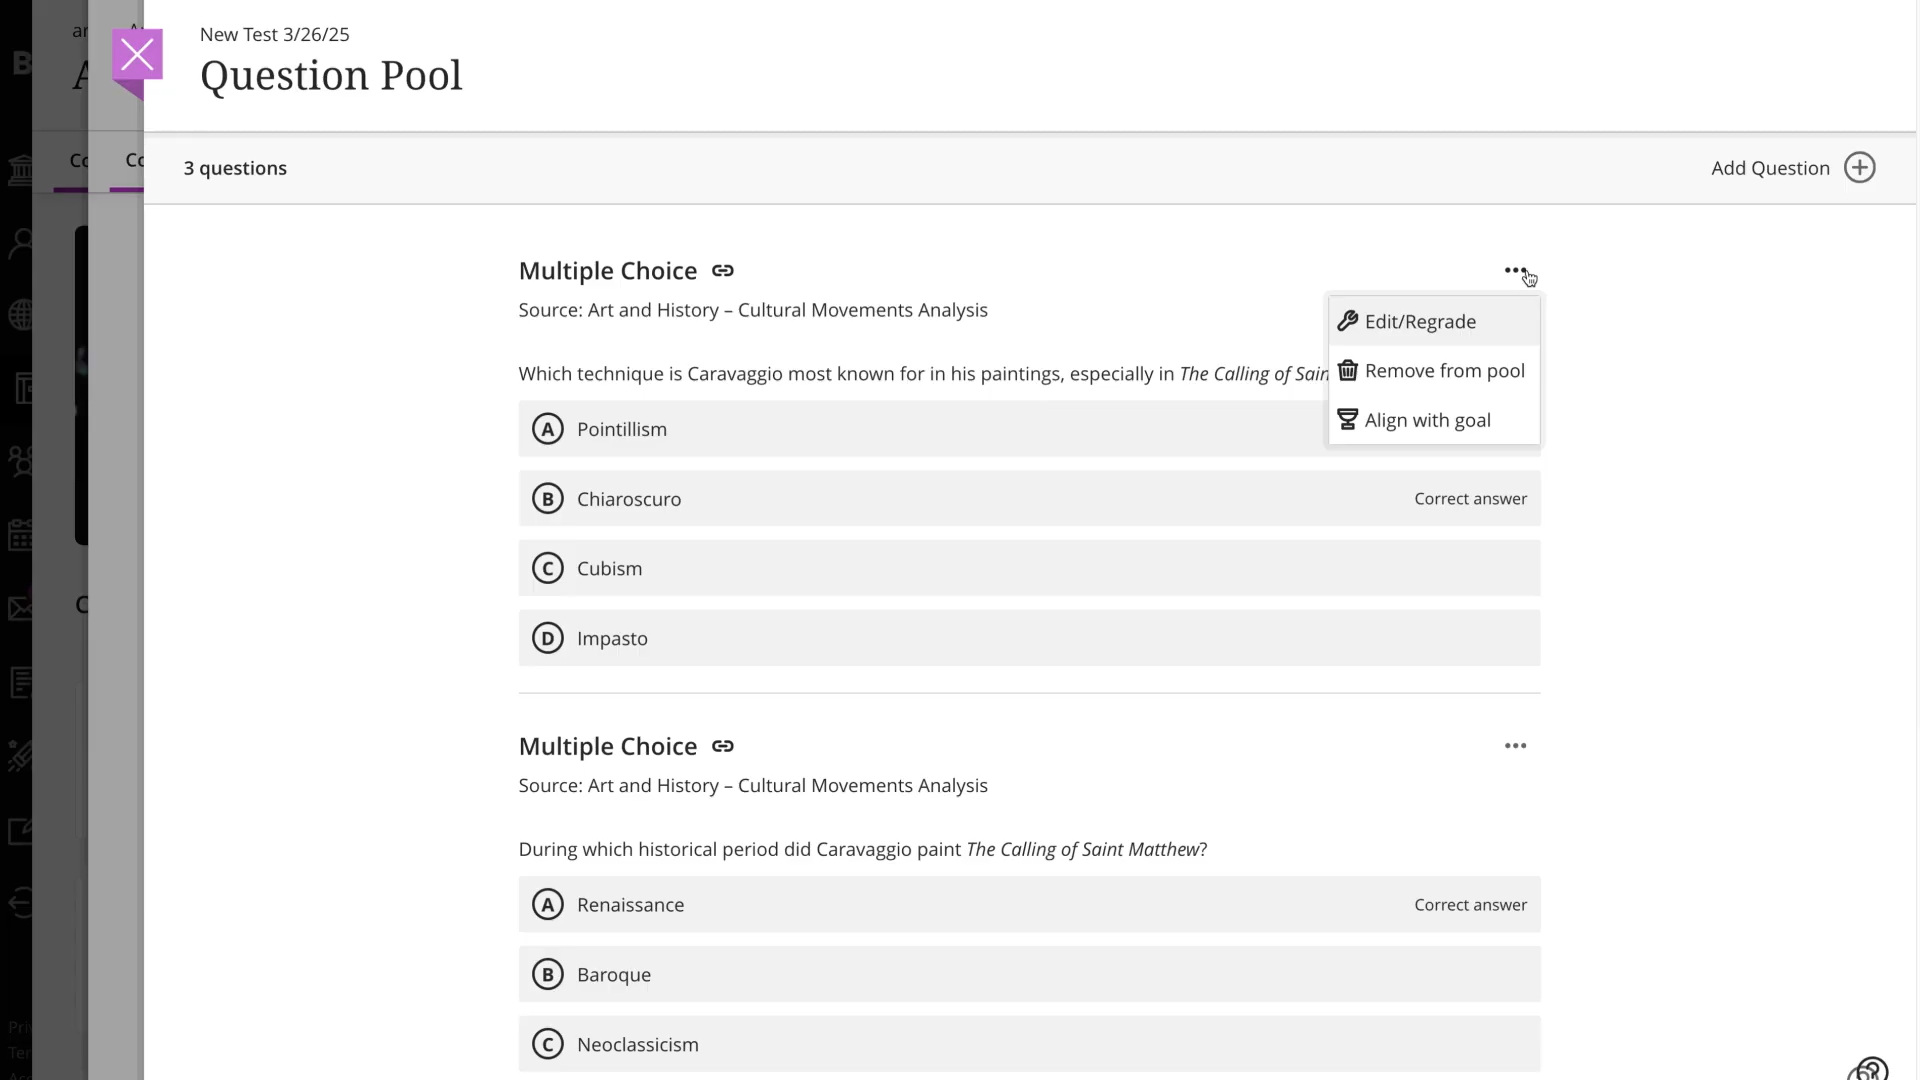 New Test 3/26/25
Question Pool
3 questions
Add Question
Multiple Choice
Source: Art and History – Cultural Movements Analysis
Edit/Regrade
Which technique is Caravaggio most known for in his paintings, especially in The Calling of
Remove from pool
Align with goal
A Pointillism
B Chiaroscuro Correct answer
C Cubism
D Impasto
Multiple Choice
Source: Art and History – Cultural Movements Analysis
During which historical period did Caravaggio paint The Calling of Saint Matthew?
A Renaissance Correct answer
B Baroque
C Neoclassicism